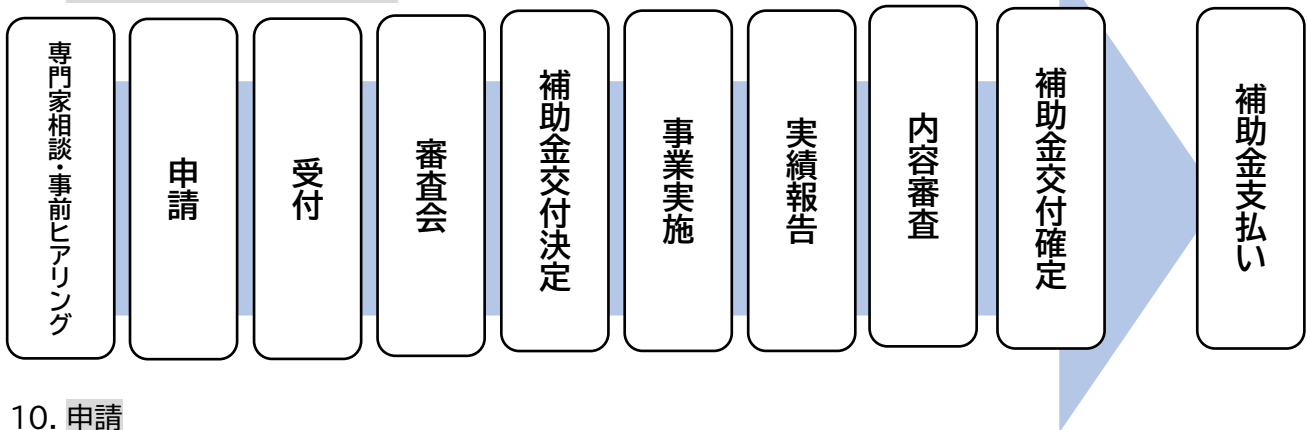 専門家相談・事前ヒアリング
申請
受付
審査会
補助金交付決定
事業実施
実績報告
内容審査
補助金交付確定
補助金支払い
10. 申請